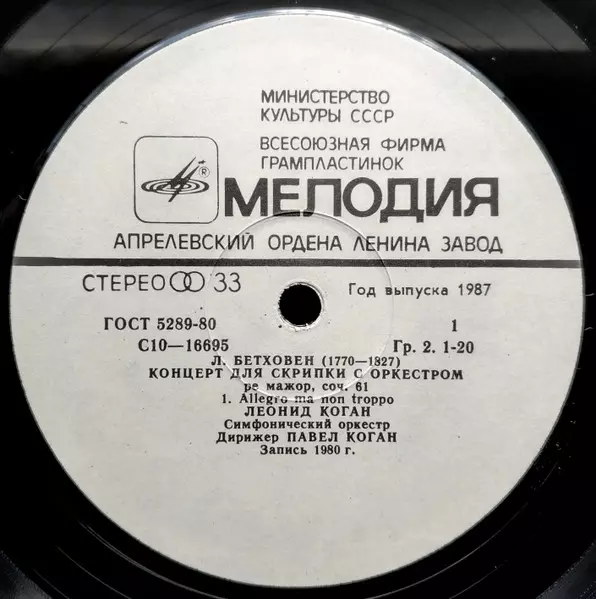 МИНИСТЕРСТВО
КУЛЬТУРЫ СССР
ВСЕСОЮЗНАЯ ФИРМА
ГРАМПЛАСТИНОК
®
МЕЛОДИЯ
АПРЕЛЕВСКИЙ ОРДЕНА ЛЕНИНА ЗАВОД
СТЕРЕО 33 Год выпуска 1987
ГОСТ 5289-80 1
С10—16695 Гр. 2. 1-20
Л. БЕТХОВЕН (1770—1827)
КОНЦЕРТ ДЛЯ СКРИПКИ С ОРКЕСТРОМ
ре мажор, соч. 61
1. Allegro ma non troppo
ЛЕОНИД КОГАН
Симфонический оркестр
Дирижер ПАВЕЛ КОГАН
Запись 1980 г.